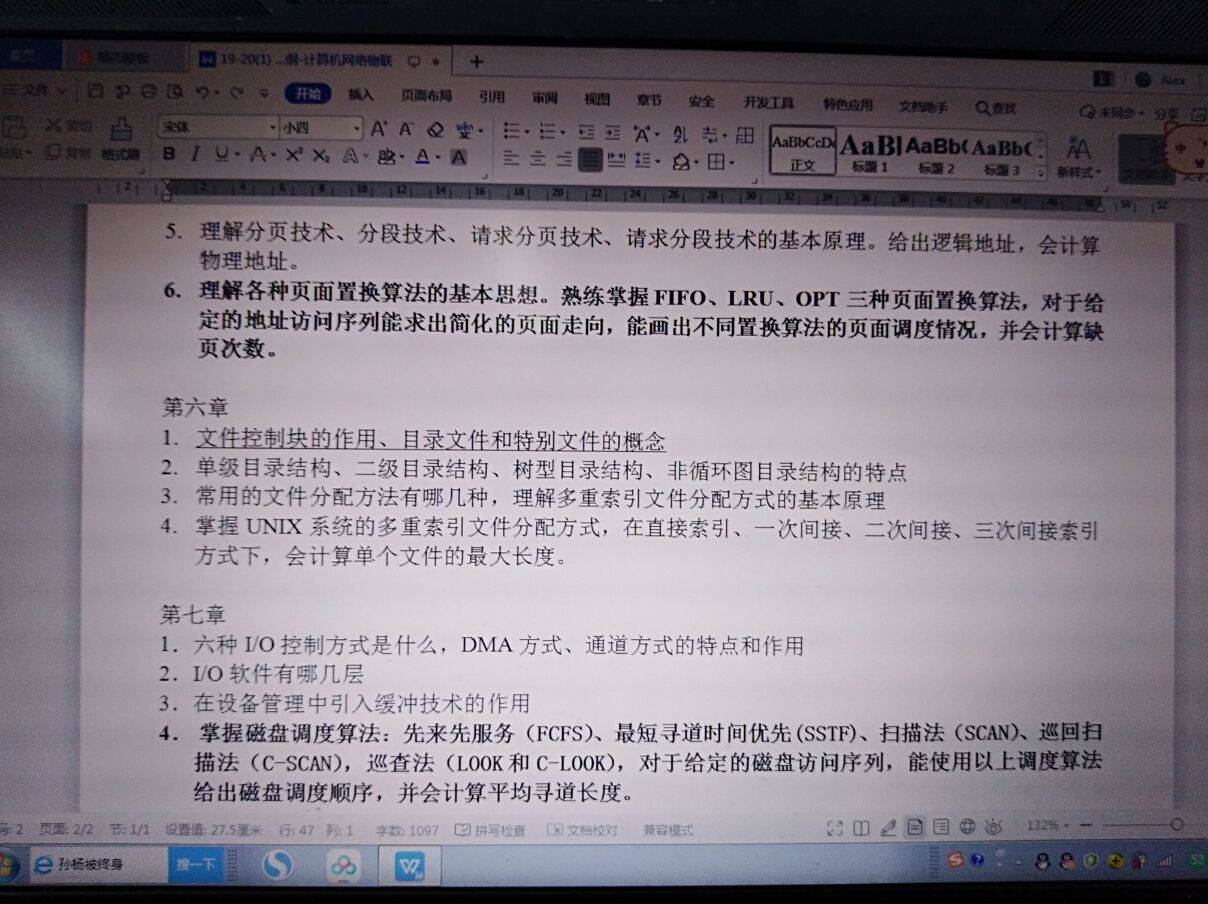 19-20(1) ...
计算机网络物联
+
Alex
文件
开始
插入
页面布局
引用
审阅
视图
章节
安全
开发工具
特色应用
文档助手
查找
未同步
分享
剪切
复制
格式刷
宋体
小四
AaBbCcDd
正文
AaBl
标题 1
AaBb(
标题 2
AaBb(
标题 3
新样式
5. 理解分页技术、分段技术、请求分页技术、请求分段技术的基本原理。给出逻辑地址，会计算
物理地址。
6. 理解各种页面置换算法的基本思想。熟练掌握 FIFO、LRU、OPT 三种页面置换算法，对于给
定的地址访问序列能求出简化的页面走向，能画出不同置换算法的页面调度情况，并会计算缺
页次数。
第六章
1. 文件控制块的作用、目录文件和特别文件的概念
2. 单级目录结构、二级目录结构、树型目录结构、非循环图目录结构的特点
3. 常用的文件分配方法有哪几种，理解多重索引文件分配方式的基本原理
4. 掌握 UNIX 系统的多重索引文件分配方式，在直接索引、一次间接、二次间接、三次间接索引
方式下，会计算单个文件的最大长度。
第七章
1. 六种 I/O 控制方式是什么，DMA 方式、通道方式的特点和作用
2. I/O 软件有哪几层
3. 在设备管理中引入缓冲技术的作用
4. 掌握磁盘调度算法：先来先服务（FCFS）、最短寻道时间优先(SSTF)、扫描法（SCAN）、巡回扫
描法（C-SCAN），巡查法（LOOK 和 C-LOOK），对于给定的磁盘访问序列，能使用以上调度算法
给出磁盘调度顺序，并会计算平均寻道长度。
页面: 2/2 节: 1/1 设置值: 27.5厘米 行: 47 列: 1 字数: 1097 拼写检查 文档校对 兼容模式
132%
孙杨被终身
搜一下
52